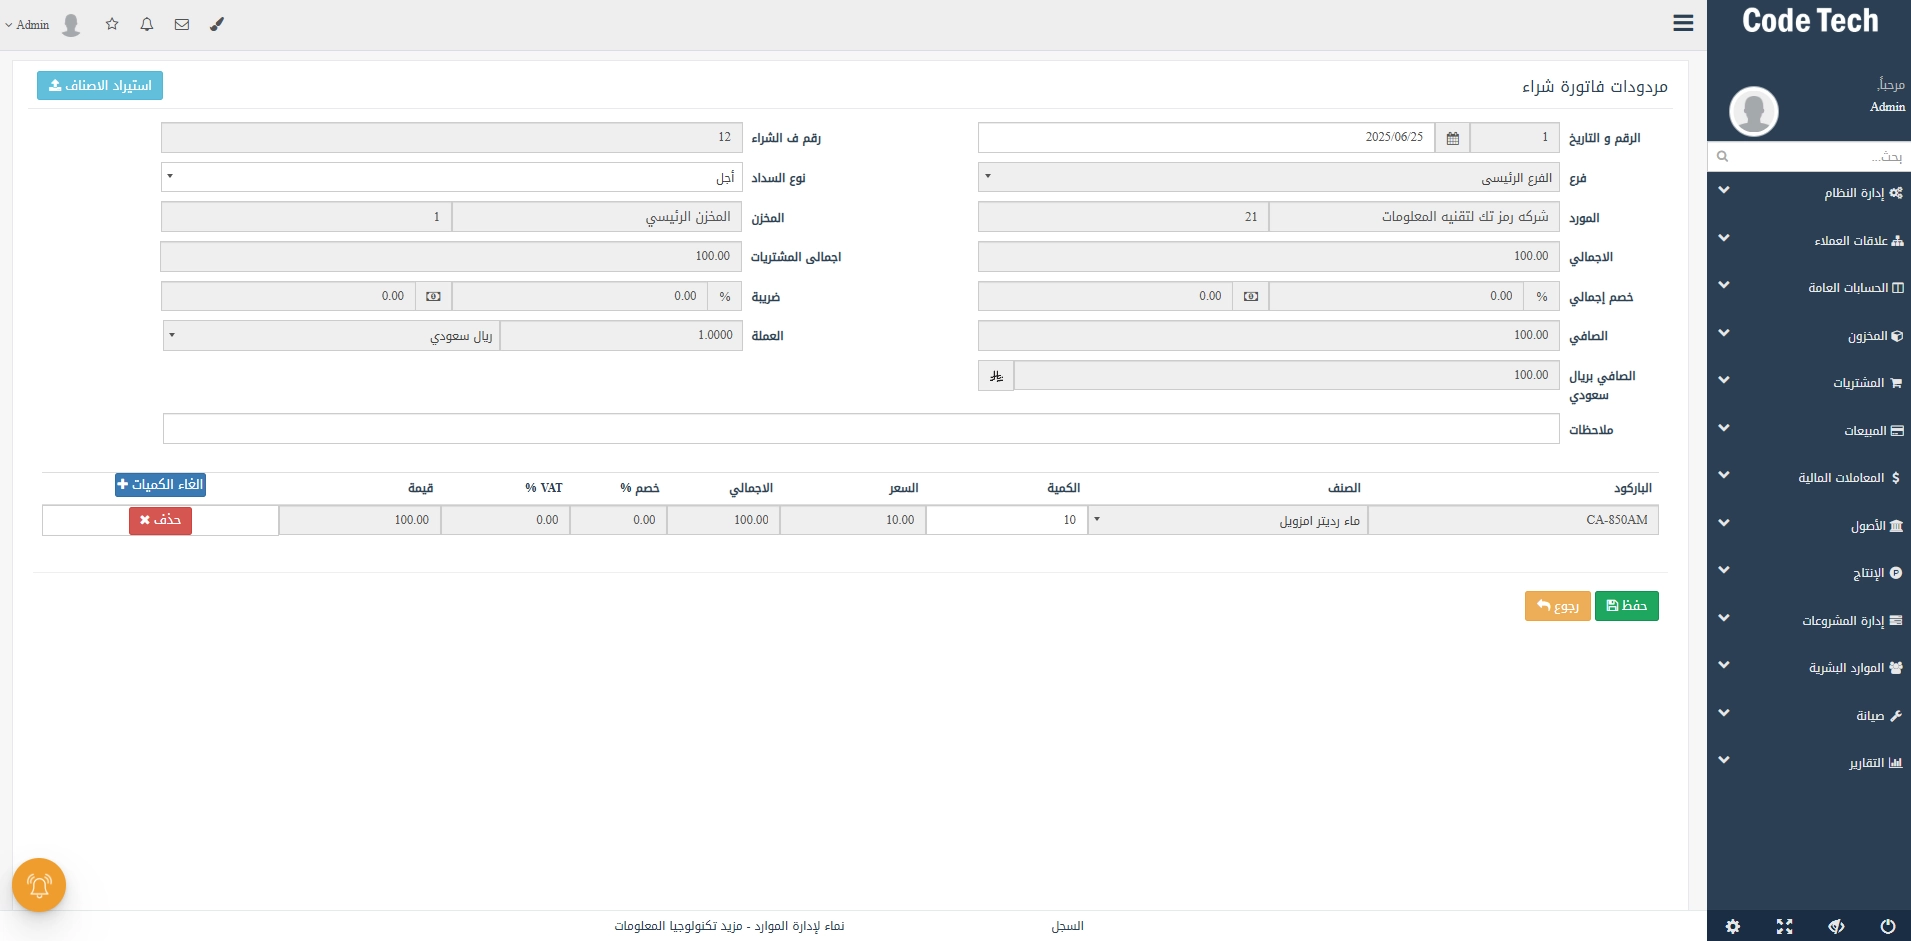 Code Tech
مرحباً,
Admin
بحث...
إدارة النظام
علاقات العملاء
الحسابات العامة
المخزون
المشتريات
المبيعات
المعاملات المالية
الأصول
الإنتاج
إدارة المشروعات
الموارد البشرية
صيانة
التقارير
Admin
مردودات فاتورة شراء
استيراد الاصناف
الرقم و التاريخ 1 2025/06/25 رقم ف الشراء 12
فرع الفرع الرئيسى نوع السداد أجل
المورد شركه رمز تك لتقنيه المعلومات 21 المخزن المخزن الرئيسي 1
الاجمالي 100.00 اجمالى المشتريات 100.00
خصم إجمالي % 0.00 0.00 ضريبة % 0.00 0.00
الصافي 100.00 العملة 1.0000 ريال سعودي
الصافي بريال سعودي 100.00
ملاحظات
الباركود الصنف الكمية السعر الاجمالي خصم % VAT % قيمة الغاء الكميات
CA-850AM ماء رديتر امزويل 10 10.00 100.00 0.00 0.00 100.00 حذف
حفظ رجوع
السجل نماء لإدارة الموارد - مزيد تكنولوجيا المعلومات